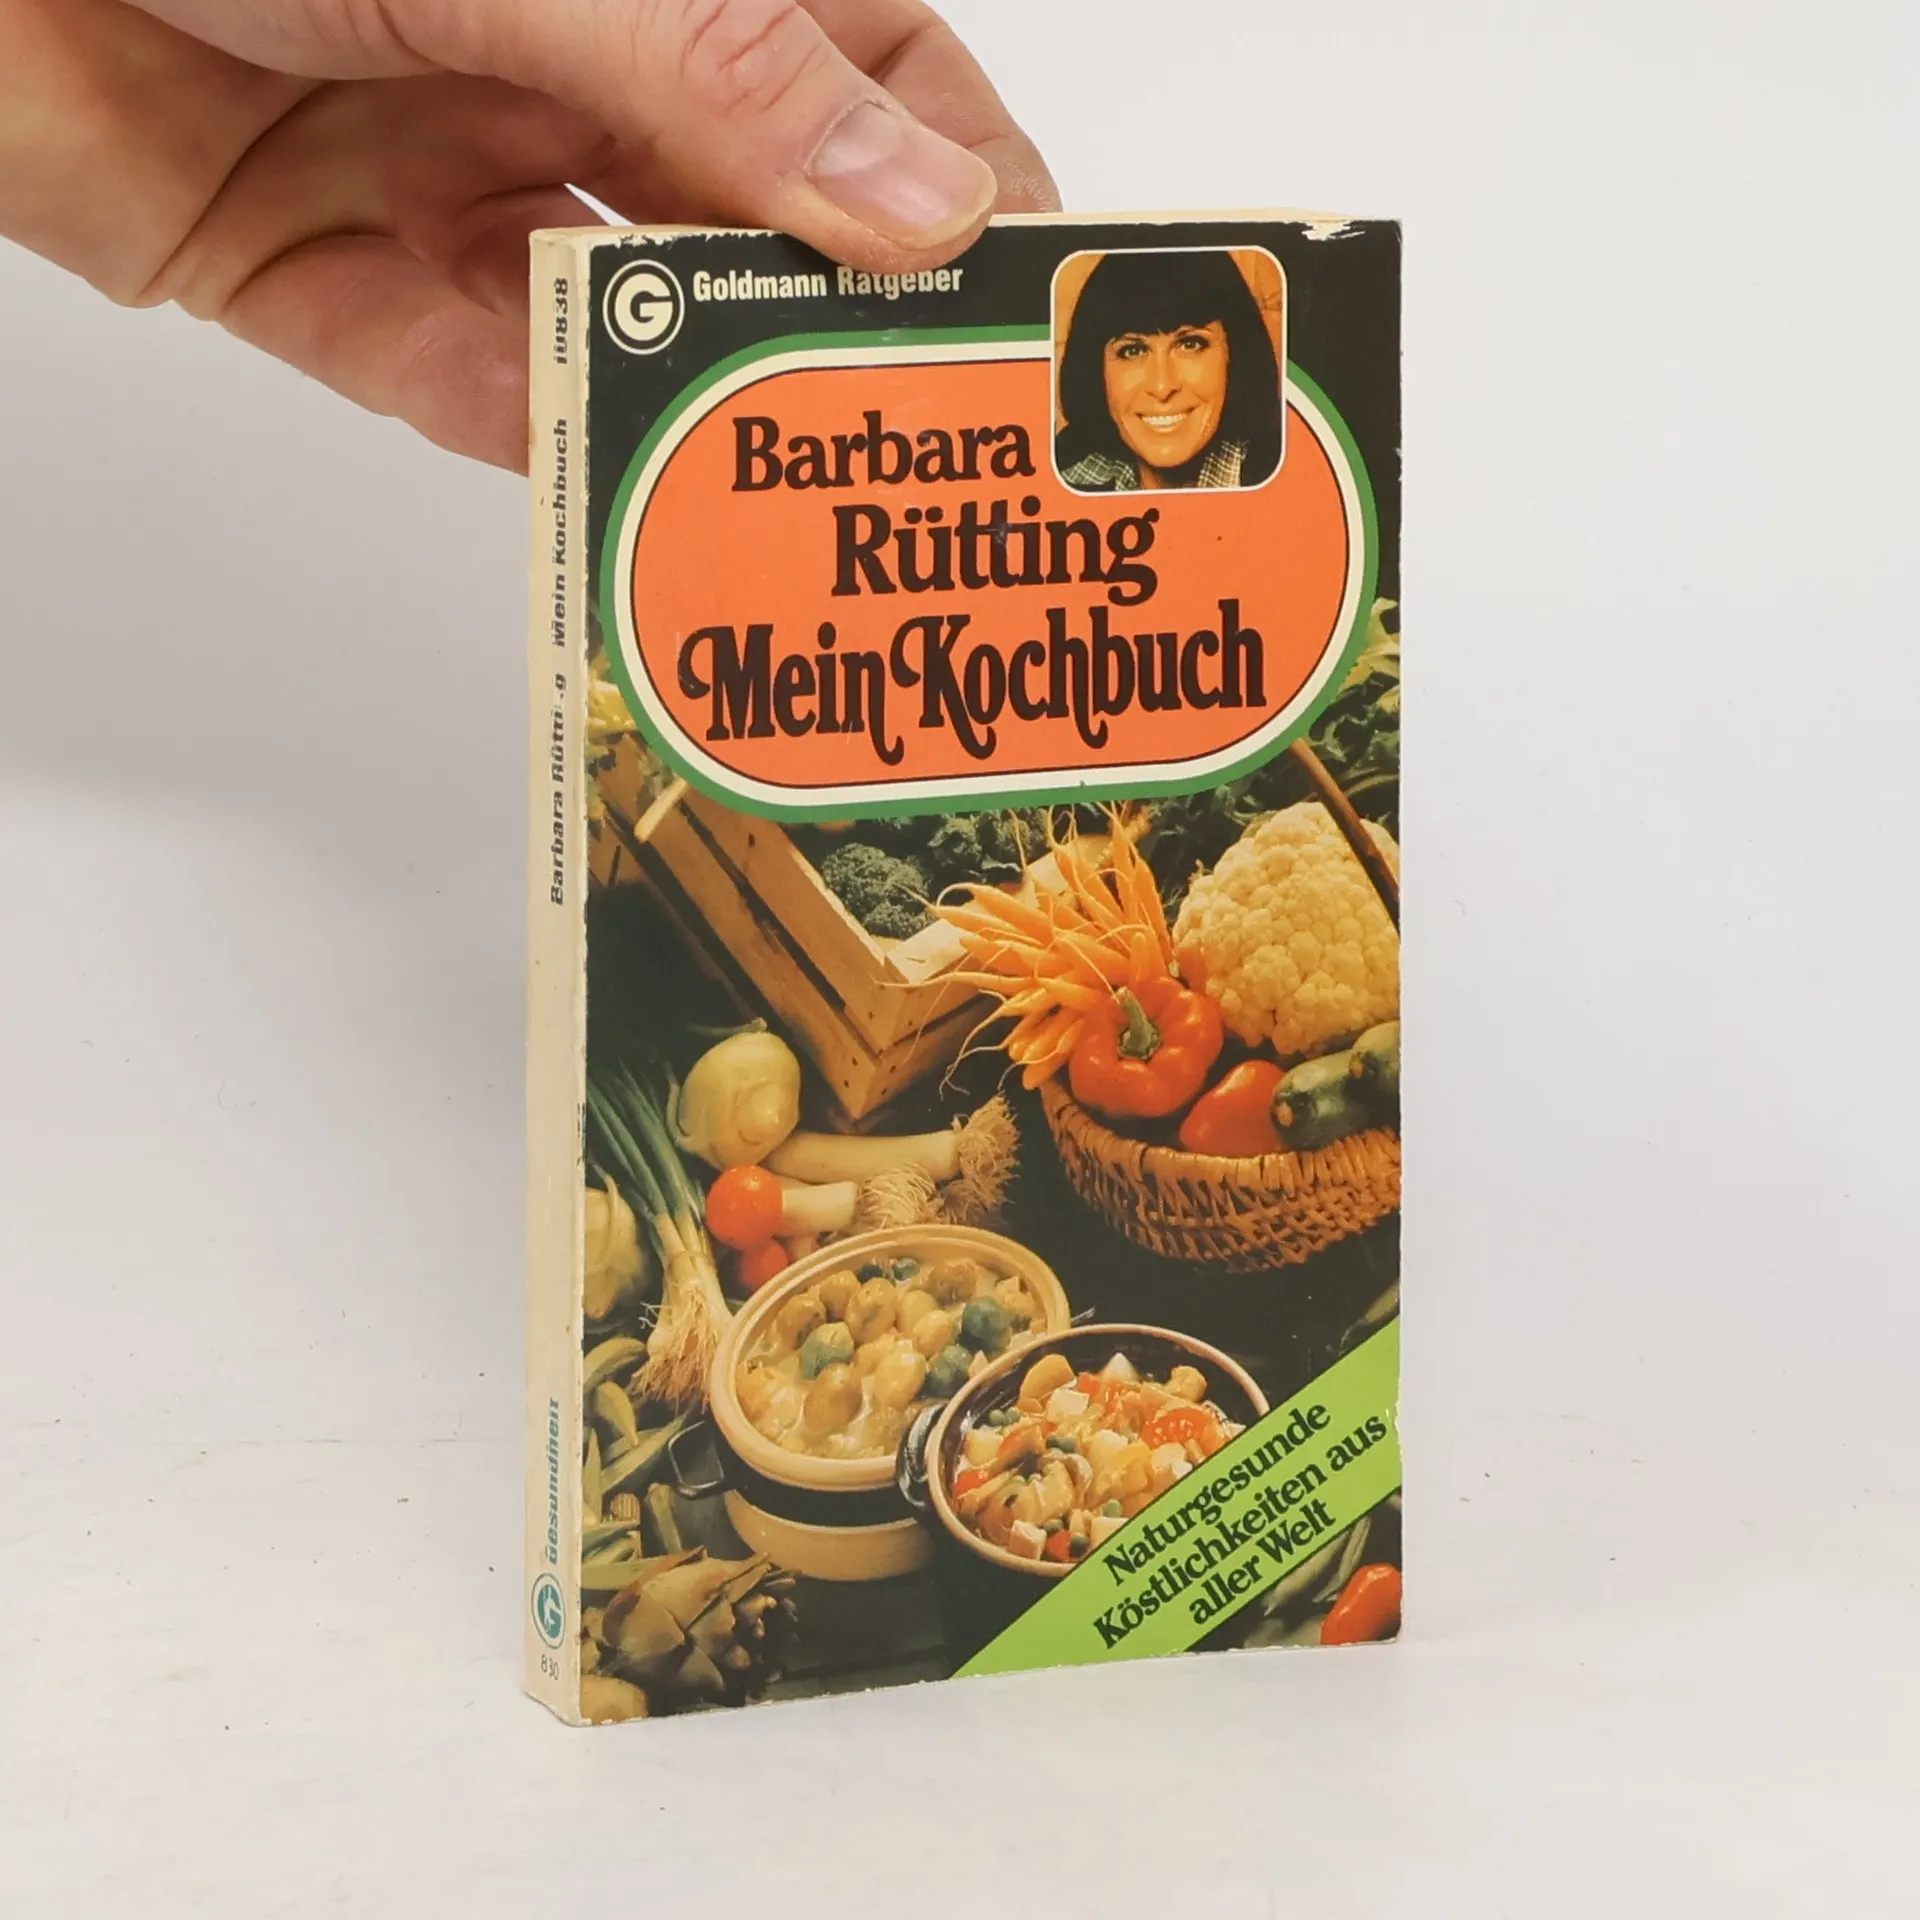 G
Goldmann Ratgeber
Barbara
Rütting
Mein Kochbuch
Naturgesunde
Köstlichkeiten aus
aller Welt
Barbara Rütting Mein Kochbuch 10838
Gesundheit
G
830